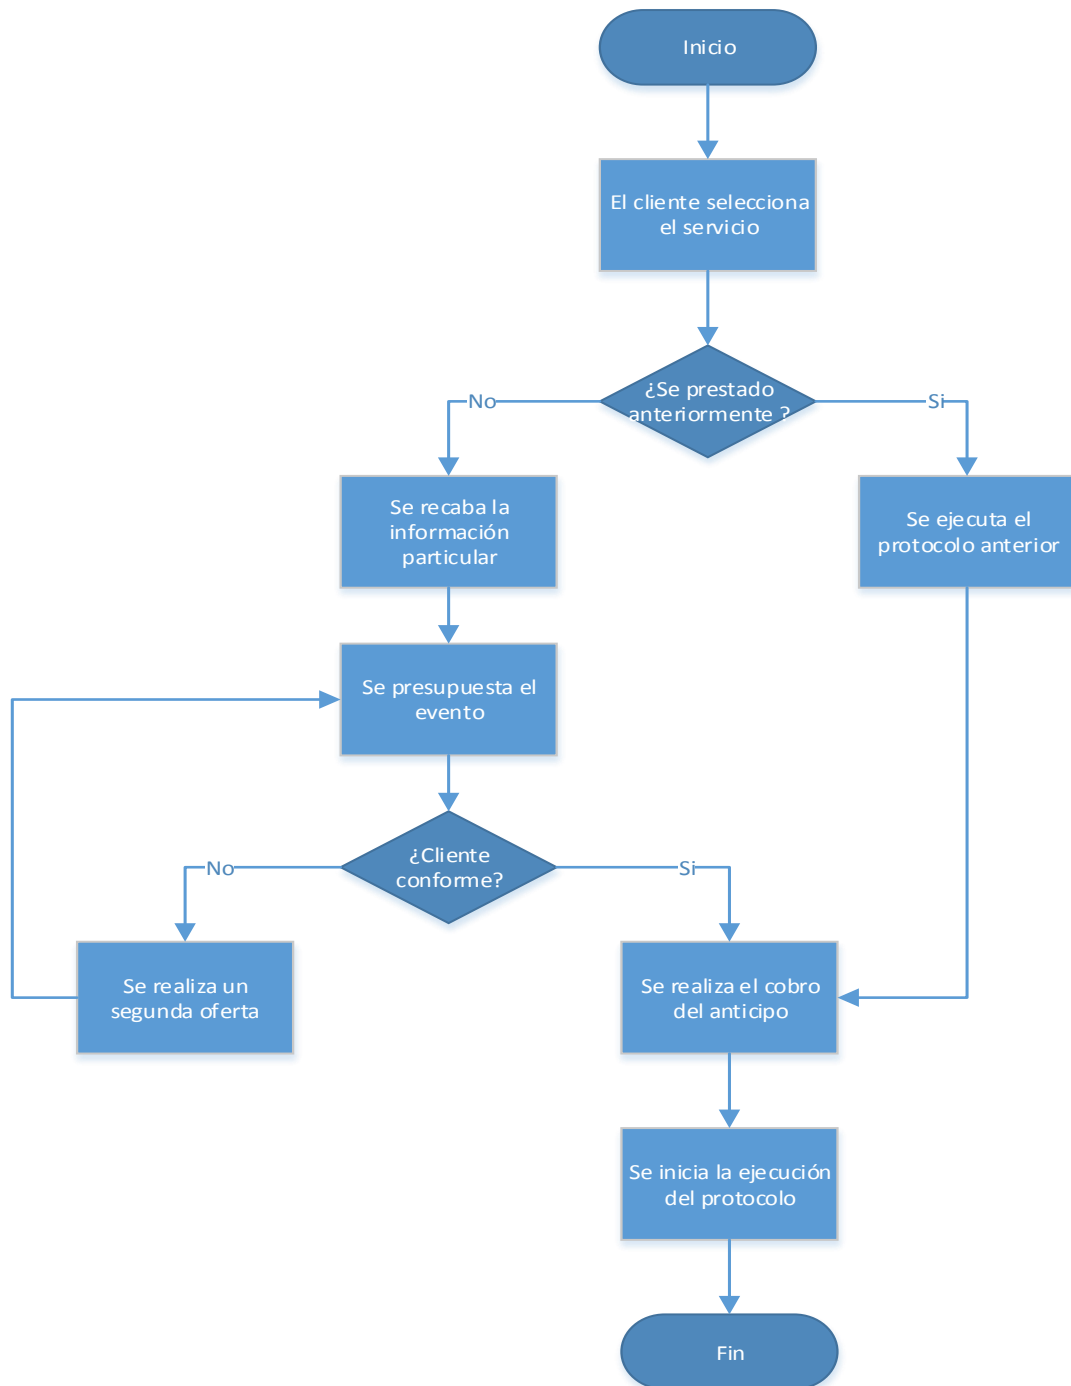 Inicio
El cliente selecciona
el servicio
¿Se prestado
anteriormente ?
No
Si
Se recaba la
información
particular
Se ejecuta el
protocolo anterior
Se presupuesta el
evento
¿Cliente
conforme?
No
Si
Se realiza un
segunda oferta
Se realiza el cobro
del anticipo
Se inicia la ejecución
del protocolo
Fin